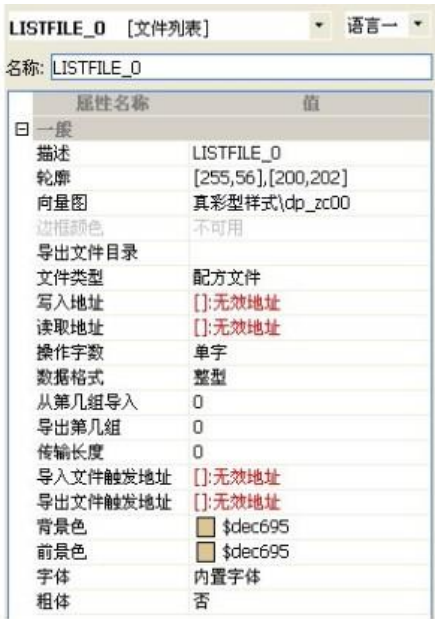 LISTFILE_0 [文件列表] 语言一
名称: LISTFILE_0
属性名称 值
一般
描述 LISTFILE_0
轮廓 [255,56],[200,202]
向量图 真彩型样式\dp_zc00
边框颜色 不可用
导出文件目录
文件类型 配方文件
写入地址 []:无效地址
读取地址 []:无效地址
操作字数 单字
数据格式 整型
从第几组导入 0
导出第几组 0
传输长度 0
导入文件触发地址 []:无效地址
导出文件触发地址 []:无效地址
背景色 $dec695
前景色 $dec695
字体 内置字体
粗体 否